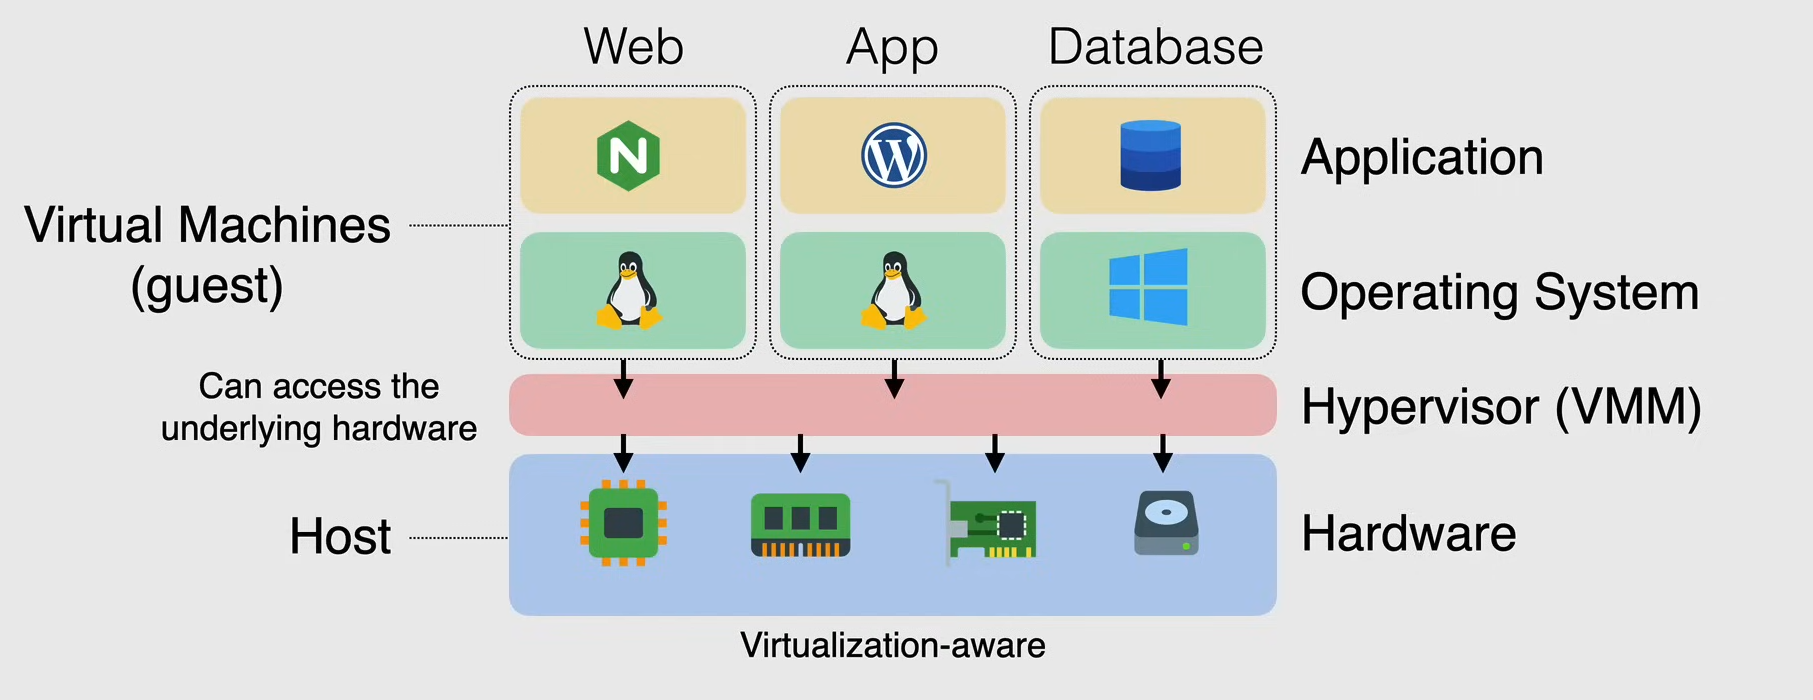 Web
App
Database
N
W
Application
Virtual Machines
(guest)
Operating System
Can access the
underlying hardware
Hypervisor (VMM)
Host
Hardware
Virtualization-aware